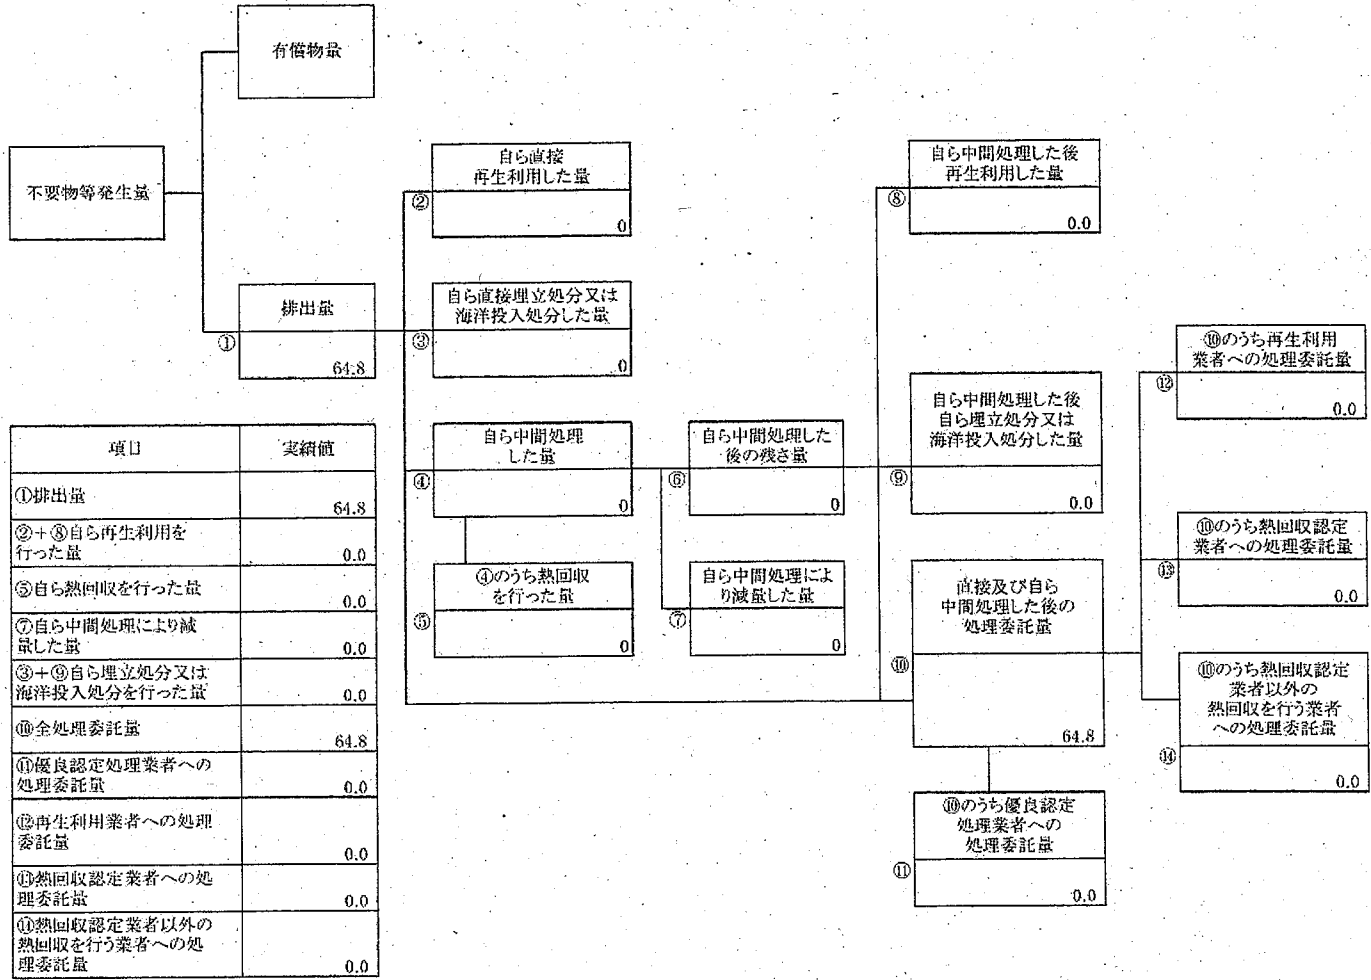 有償物量
不要物等発生量
排出量
①
64.8
自ら直接
再生利用した量
②
0
自ら直接埋立処分又は
海洋投入処分した量
③
0
自ら中間処理
した量
④
0
④のうち熱回収
を行った量
⑤
0
自ら中間処理した
後の残さ量
⑥
0
自ら中間処理によ
り減量した量
⑦
0
自ら中間処理した後
再生利用した量
⑧
0.0
自ら中間処理した後
自ら埋立処分又は
海洋投入処分した量
⑨
0.0
直接及び自ら
中間処理した後の
処理委託量
⑩
64.8
⑩のうち優良認定
処理業者への
処理委託量
⑪
0.0
⑩のうち再生利用
業者への処理委託量
⑫
0.0
⑩のうち熱回収認定
業者への処理委託量
⑬
0.0
⑩のうち熱回収認定
業者以外の
熱回収を行う業者
への処理委託量
⑭
0.0
項目 実績値
①排出量
64.8
②+⑧自ら再生利用を
行った量 0.0
⑤自ら熱回収を行った量
0.0
⑦自ら中間処理により減
量した量 0.0
③+⑨自ら埋立処分又は
海洋投入処分を行った量 0.0
⑩全処理委託量
64.8
⑪優良認定処理業者への
処理委託量 0.0
⑫再生利用業者への処理
委託量
0.0
⑬熱回収認定業者への処
理委託量 0.0
⑭熱回収認定業者以外の
熱回収を行う業者への処
理委託量 0.0